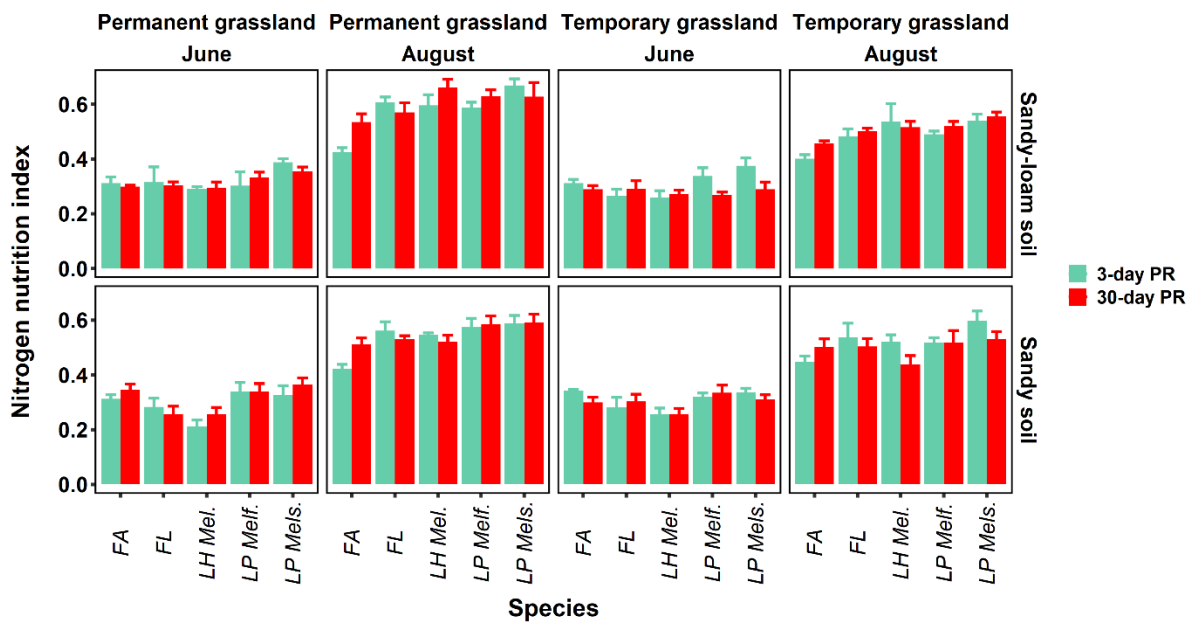 Permanent grassland Permanent grassland Temporary grassland Temporary grassland
June August June August
Nitrogen nutrition index
0.6
0.4
0.2
0.0
Sandy-loam soil
0.6
0.4
0.2
0.0
Sandy soil
3-day PR
30-day PR
FA FL LH Mel. LP Melf. LP Mels. FA FL LH Mel. LP Melf. LP Mels. FA FL LH Mel. LP Melf. LP Mels. FA FL LH Mel. LP Melf. LP Mels.
Species